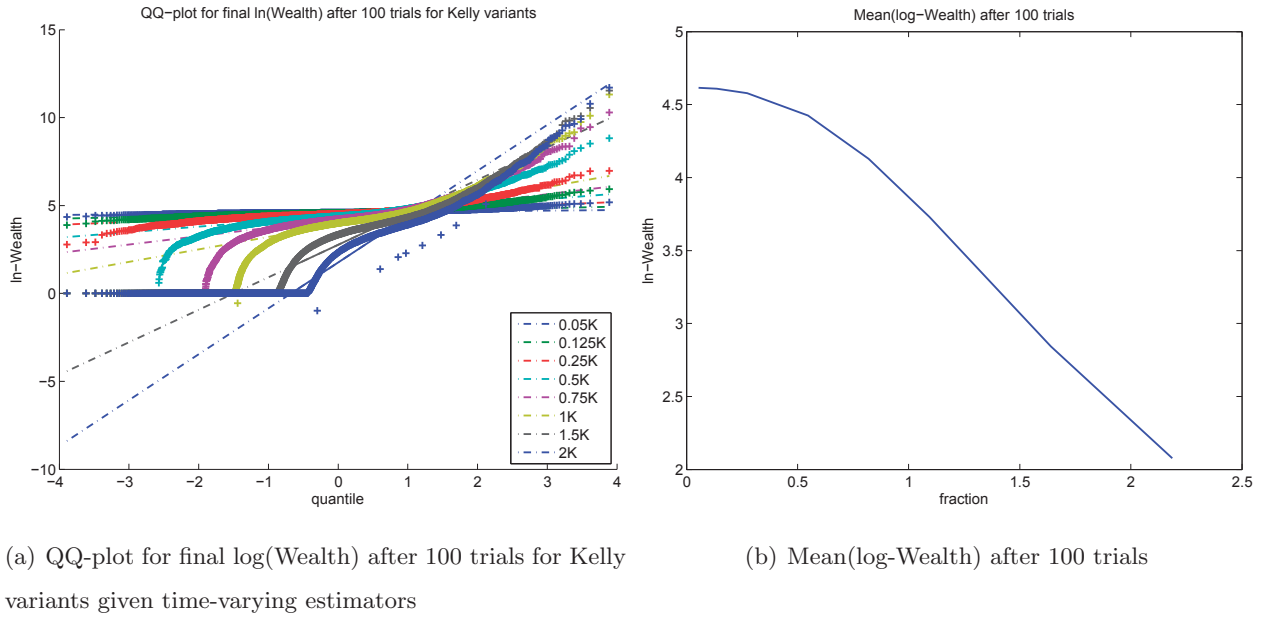 QQ−plot for final ln(Wealth) after 100 trials for Kelly variants
15
10
5
0
−5
−10
ln−Wealth
−4
−3
−2
−1
0
1
2
3
4
quantile
0.05K
0.125K
0.25K
0.5K
0.75K
1K
1.5K
2K
Mean(log−Wealth) after 100 trials
5
4.5
4
3.5
3
2.5
2
ln−Wealth
0
0.5
1
1.5
2
2.5
fraction
(a) QQ-plot for final log(Wealth) after 100 trials for Kelly
variants given time-varying estimators
(b) Mean(log-Wealth) after 100 trials